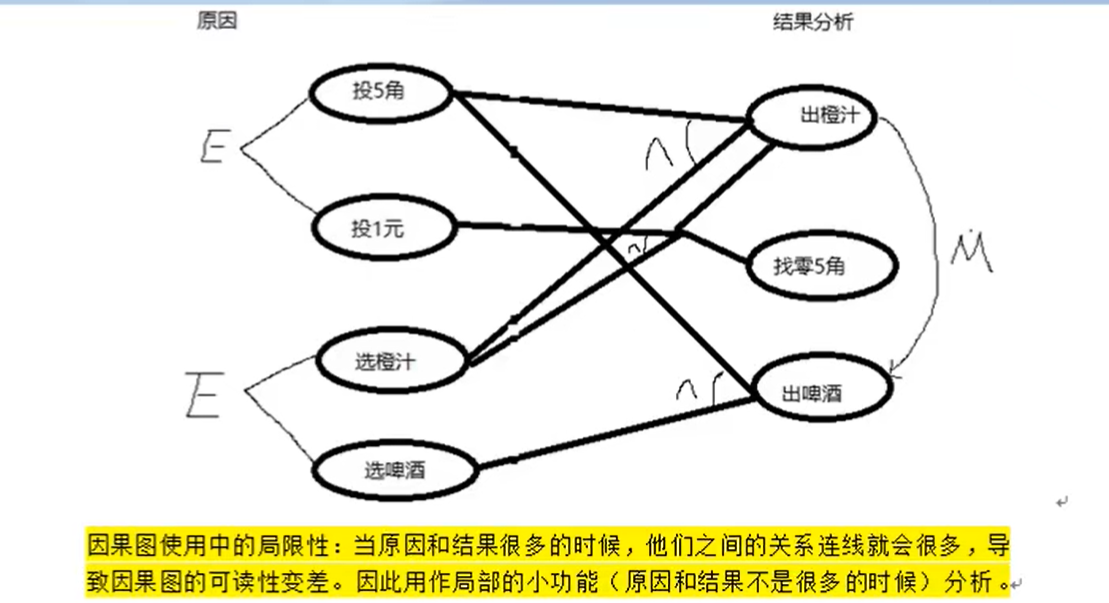 原因 结果分析
投5角
出橙汁
E
∧
投1元
∧
M
找零5角
选橙汁
E
∧
出啤酒
选啤酒
因果图使用中的局限性：当原因和结果很多的时候，他们之间的关系连线就会很多，导
致因果图的可读性变差。因此用作局部的小功能（原因和结果不是很多的时候）分析。